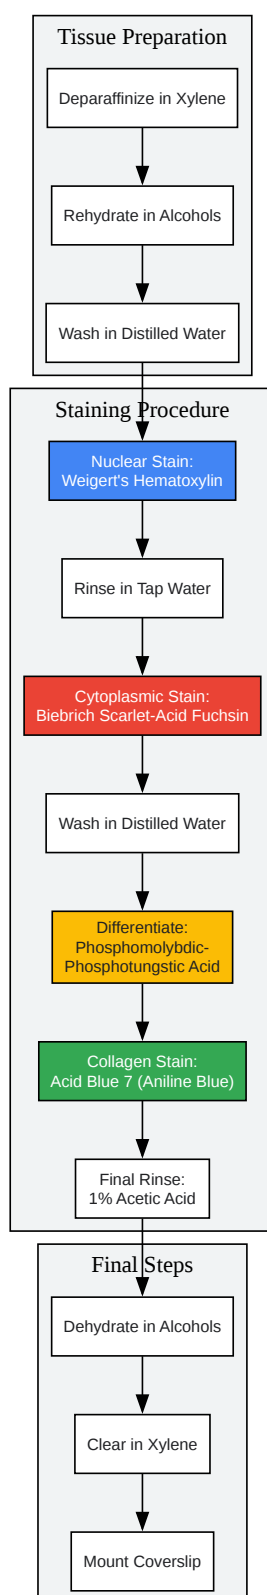 Tissue Preparation
Deparaffinize in Xylene
Rehydrate in Alcohols
Wash in Distilled Water
Staining Procedure
Nuclear Stain:
Weigert's Hematoxylin
Rinse in Tap Water
Cytoplasmic Stain:
Biebrich Scarlet-Acid Fuchsin
Wash in Distilled Water
Differentiate:
Phosphomolybdic-
Phosphotungstic Acid
Collagen Stain:
Acid Blue 7 (Aniline Blue)
Final Rinse:
1% Acetic Acid
Final Steps
Dehydrate in Alcohols
Clear in Xylene
Mount Coverslip